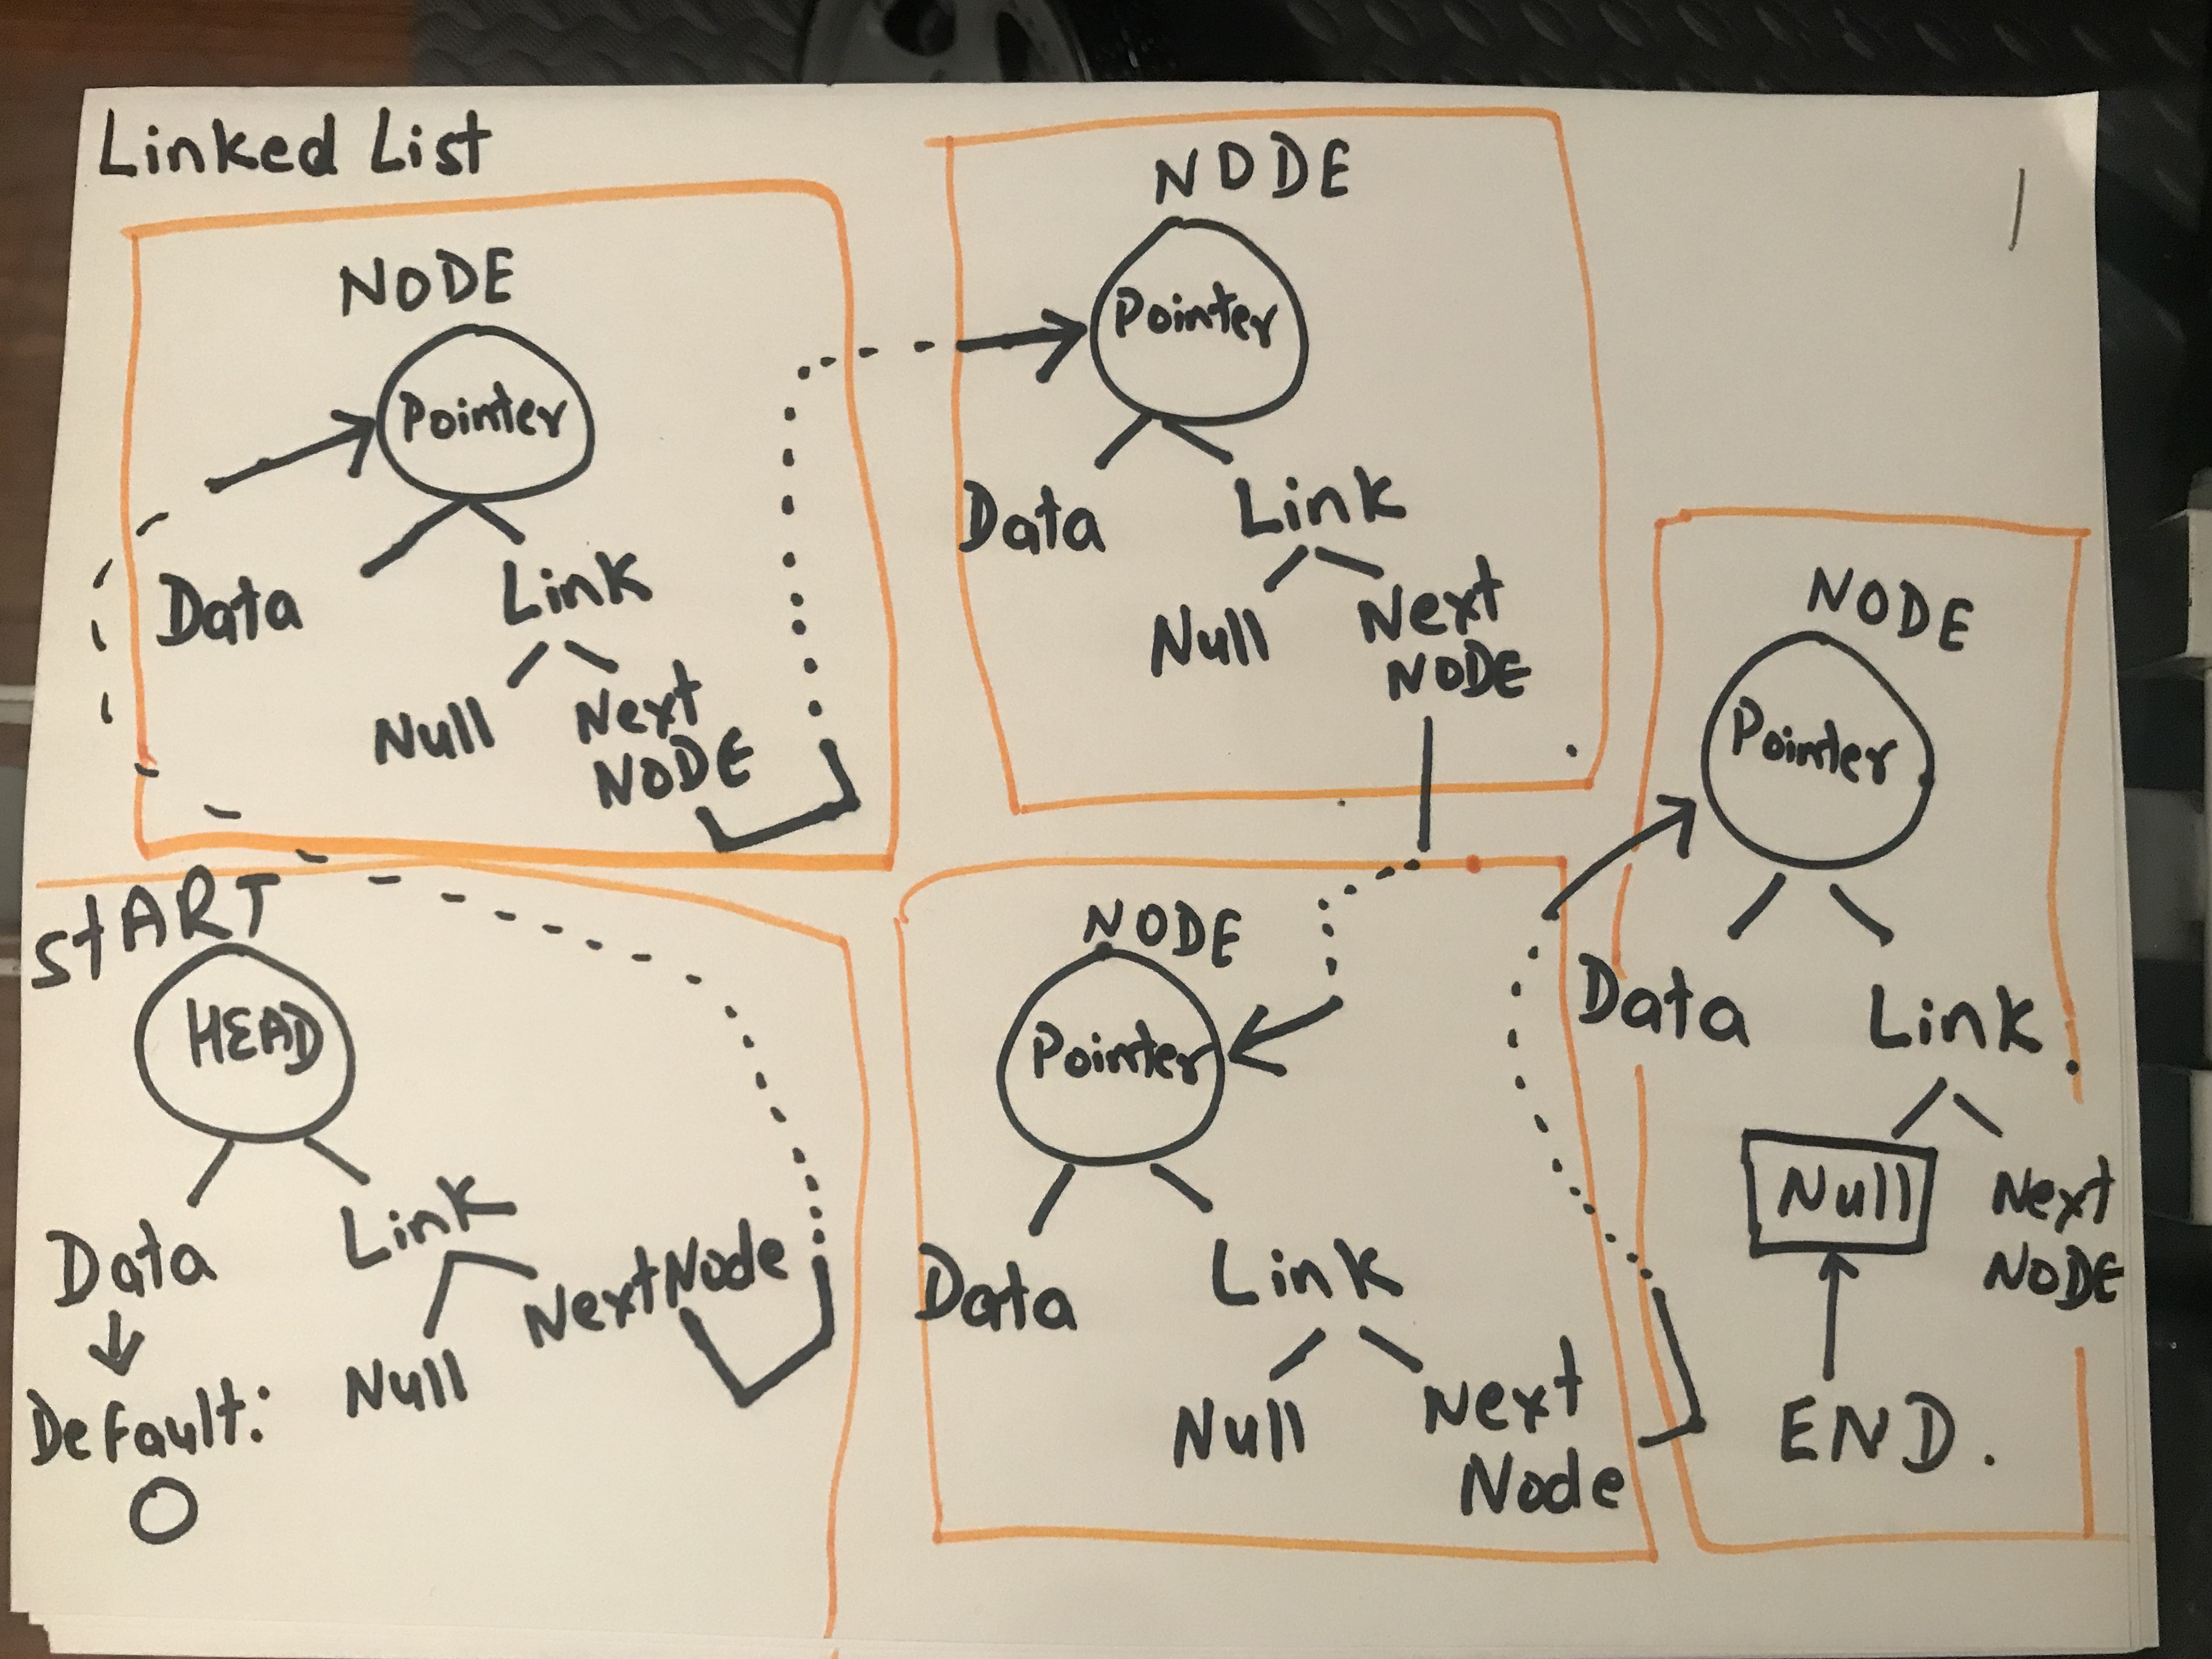 Linked List
NODE
Pointer
Data
Link
Null
Next
NODE
NODE
Pointer
Data
Link
Null
Next
NODE
START
HEAD
Data
Link
Default:
0
Null
Next Node
NODE
Pointer
Data
Link
Null
Next
Node
NODE
Pointer
Data
Link
Null
Next
NODE
END.